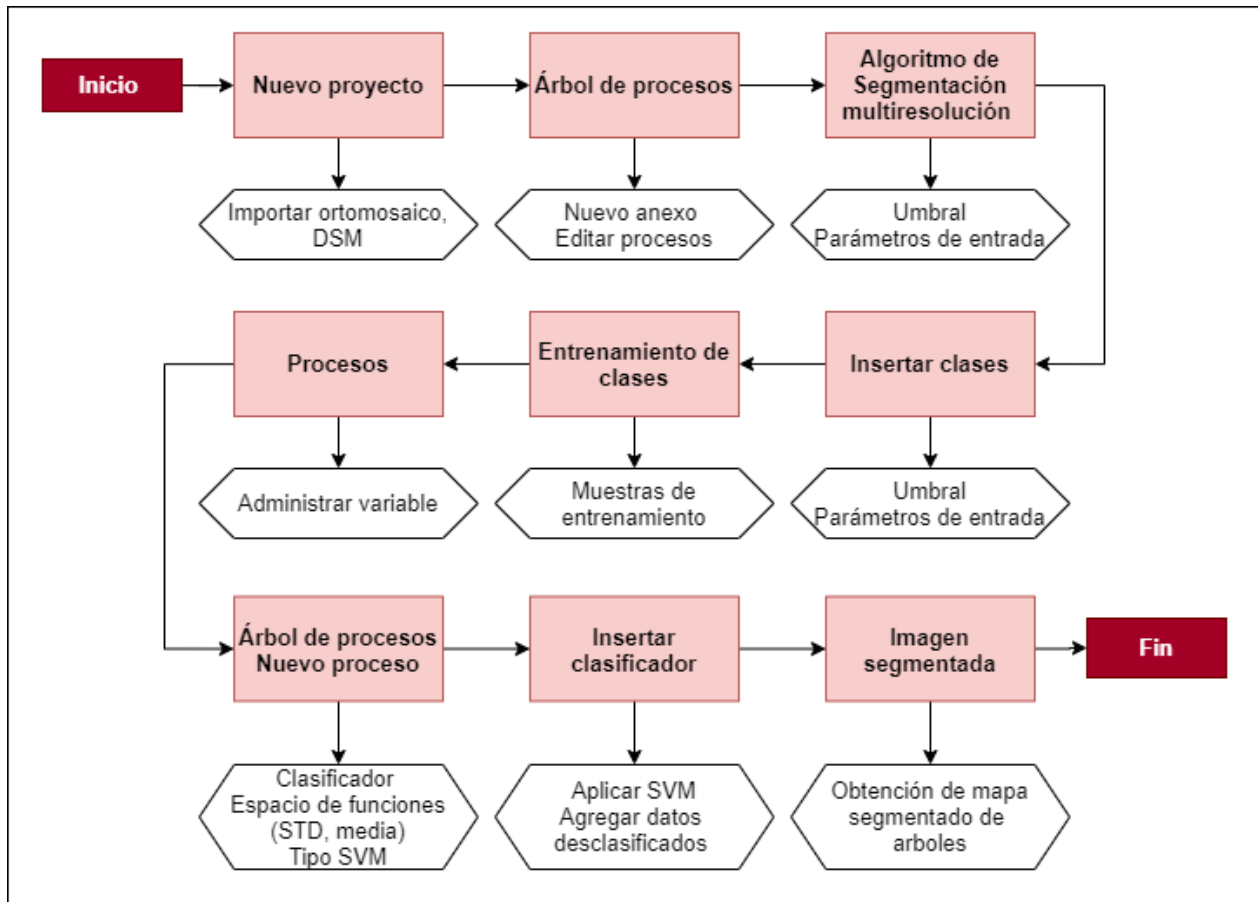 Inicio
Nuevo proyecto
Árbol de procesos
Algoritmo de
Segmentación
multiresolución
Importar ortomosaico,
DSM
Nuevo anexo
Editar procesos
Umbral
Parámetros de entrada
Procesos
Entrenamiento de
clases
Insertar clases
Administrar variable
Muestras de
entrenamiento
Umbral
Parámetros de entrada
Árbol de procesos
Nuevo proceso
Insertar
clasificador
Imagen
segmentada
Fin
Clasificador
Espacio de funciones
(STD, media)
Tipo SVM
Aplicar SVM
Agregar datos
desclasificados
Obtención de mapa
segmentado de
arboles